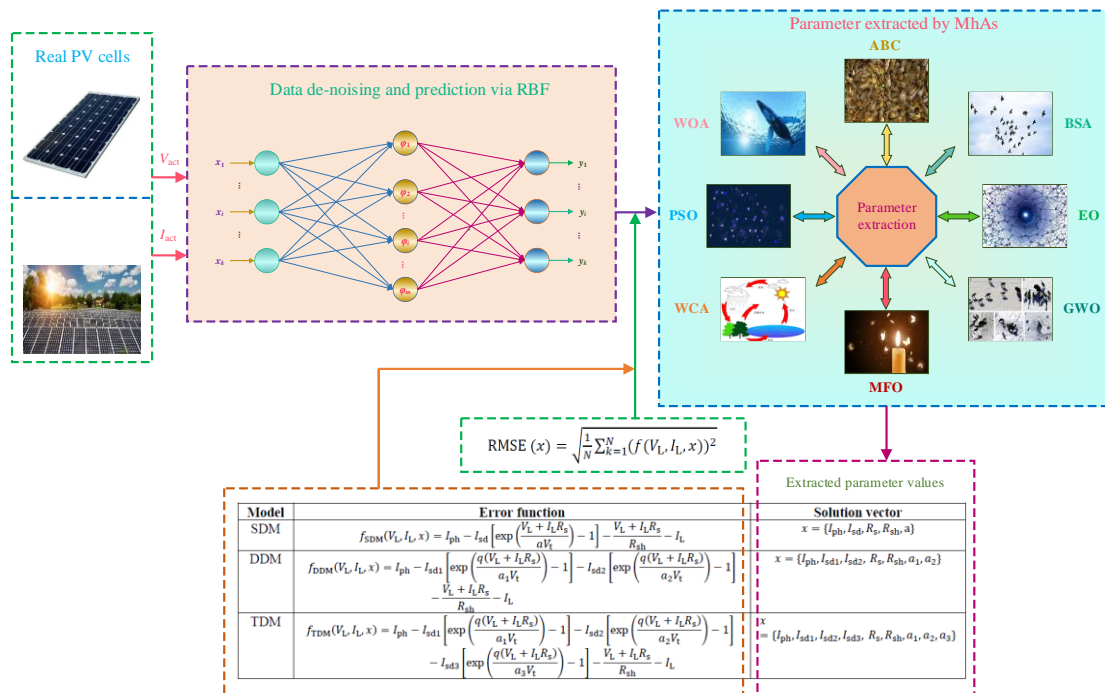 Real PV cells
V_act
I_act
Data de-noising and prediction via RBF
x_1
⋮
x_i
⋮
x_k
φ_1
φ_2
⋮
φ_i
⋮
φ_m
y_1
⋮
y_i
⋮
y_k
Parameter extracted by MhAs
ABC
WOA
BSA
PSO
Parameter
extraction
EO
WCA
GWO
MFO
RMSE (x) = √(1/N ∑_{k=1}^{N} (f(V_L, I_L, x))²)
Extracted parameter values
Model Error function Solution vector
SDM f_SDM(V_L, I_L, x) = I_ph − I_sd [exp((V_L + I_L R_s)/(aV_t)) − 1] − (V_L + I_L R_s)/R_sh − I_L x = {I_ph, I_sd, R_s, R_sh, a}
DDM f_DDM(V_L, I_L, x) = I_ph − I_sd1 [exp(q(V_L + I_L R_s)/(a_1 V_t)) − 1] − I_sd2 [exp(q(V_L + I_L R_s)/(a_2 V_t)) − 1] x = {I_ph, I_sd1, I_sd2, R_s, R_sh, a_1, a_2}
− (V_L + I_L R_s)/R_sh − I_L
TDM f_TDM(V_L, I_L, x) = I_ph − I_sd1 [exp(q(V_L + I_L R_s)/(a_1 V_t)) − 1] − I_sd2 [exp(q(V_L + I_L R_s)/(a_2 V_t)) − 1] x
= {I_ph, I_sd1, I_sd2, I_sd3, R_s, R_sh, a_1, a_2, a_3}
− I_sd3 [exp(q(V_L + I_L R_s)/(a_3 V_t)) − 1] − (V_L + I_L R_s)/R_sh − I_L